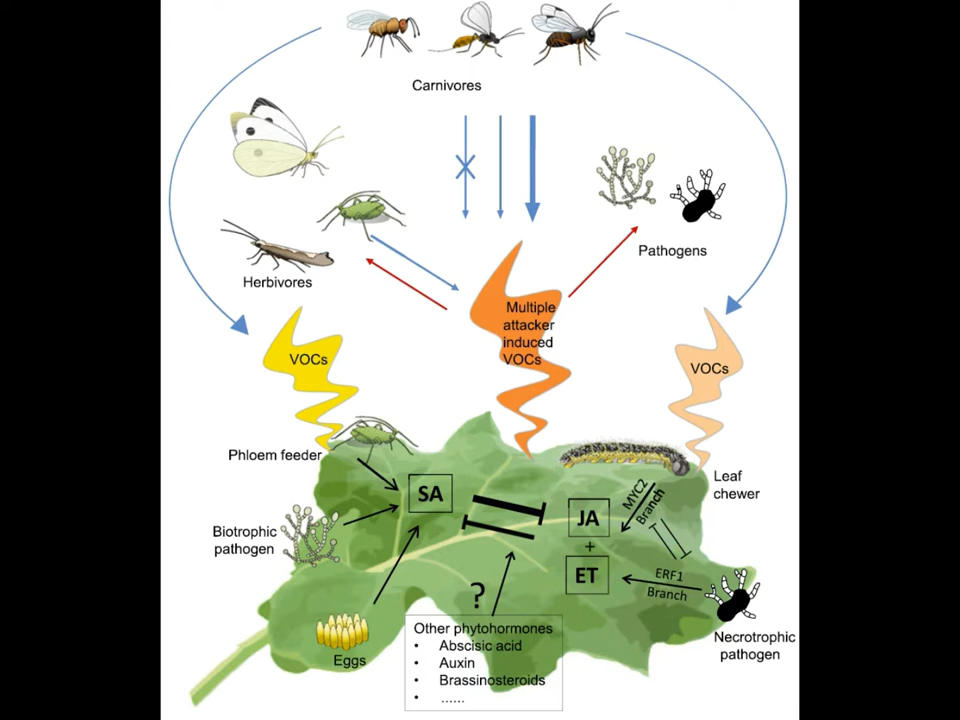 Carnivores
Pathogens
Herbivores
Multiple
attacker
induced
VOCs
VOCs
VOCs
Phloem feeder
SA
Leaf
chewer
MYC2
Branch
JA
+
ET
Biotrophic
pathogen
ERF1
Branch
?
Other phytohormones
• Abscisic acid
• Auxin
• Brassinosteroids
• ......
Eggs
Necrotrophic
pathogen